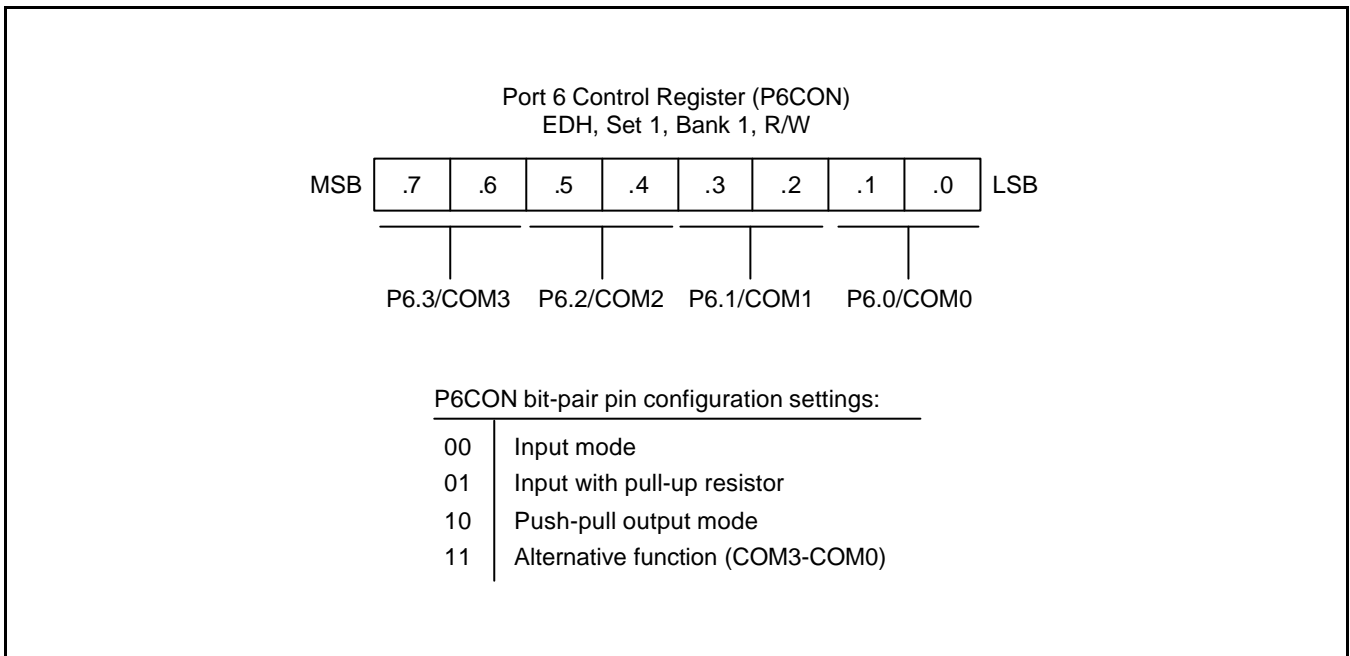 Port 6 Control Register (P6CON)
EDH, Set 1, Bank 1, R/W
MSB .7 .6 .5 .4 .3 .2 .1 .0 LSB
P6.3/COM3 P6.2/COM2 P6.1/COM1 P6.0/COM0
P6CON bit-pair pin configuration settings:
00 Input mode
01 Input with pull-up resistor
10 Push-pull output mode
11 Alternative function (COM3-COM0)